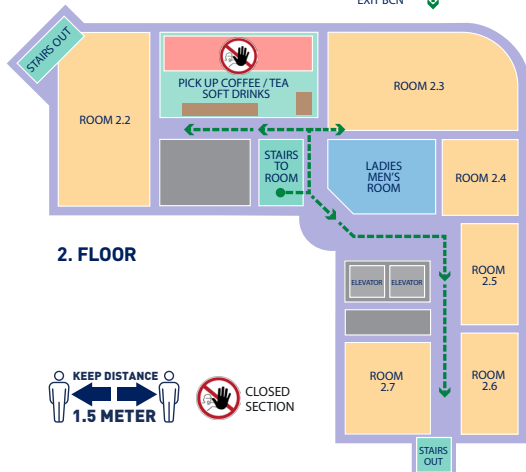 EXIT BCN
STAIRS OUT
PICK UP COFFEE / TEA
SOFT DRINKS
ROOM 2.2
ROOM 2.3
STAIRS
TO
ROOM
LADIES
MEN'S
ROOM
ROOM 2.4
2. FLOOR
ROOM
2.5
ELEVATOR
ELEVATOR
KEEP DISTANCE
1.5 METER
CLOSED
SECTION
ROOM
2.7
ROOM
2.6
STAIRS
OUT